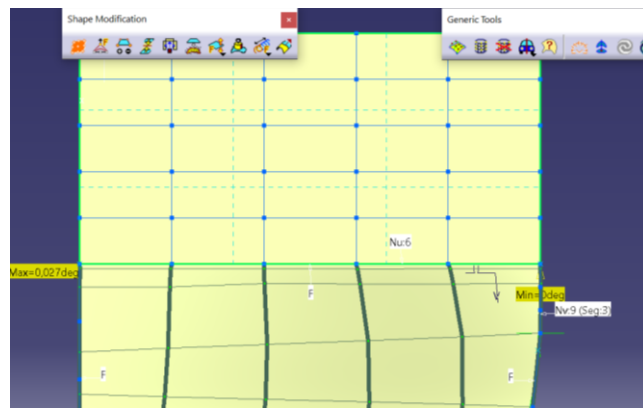 Shape Modification
Generic Tools
Nu:6
Max=0,027deg
F
Min=0deg
Nv:9 (Seg:3)
F
F